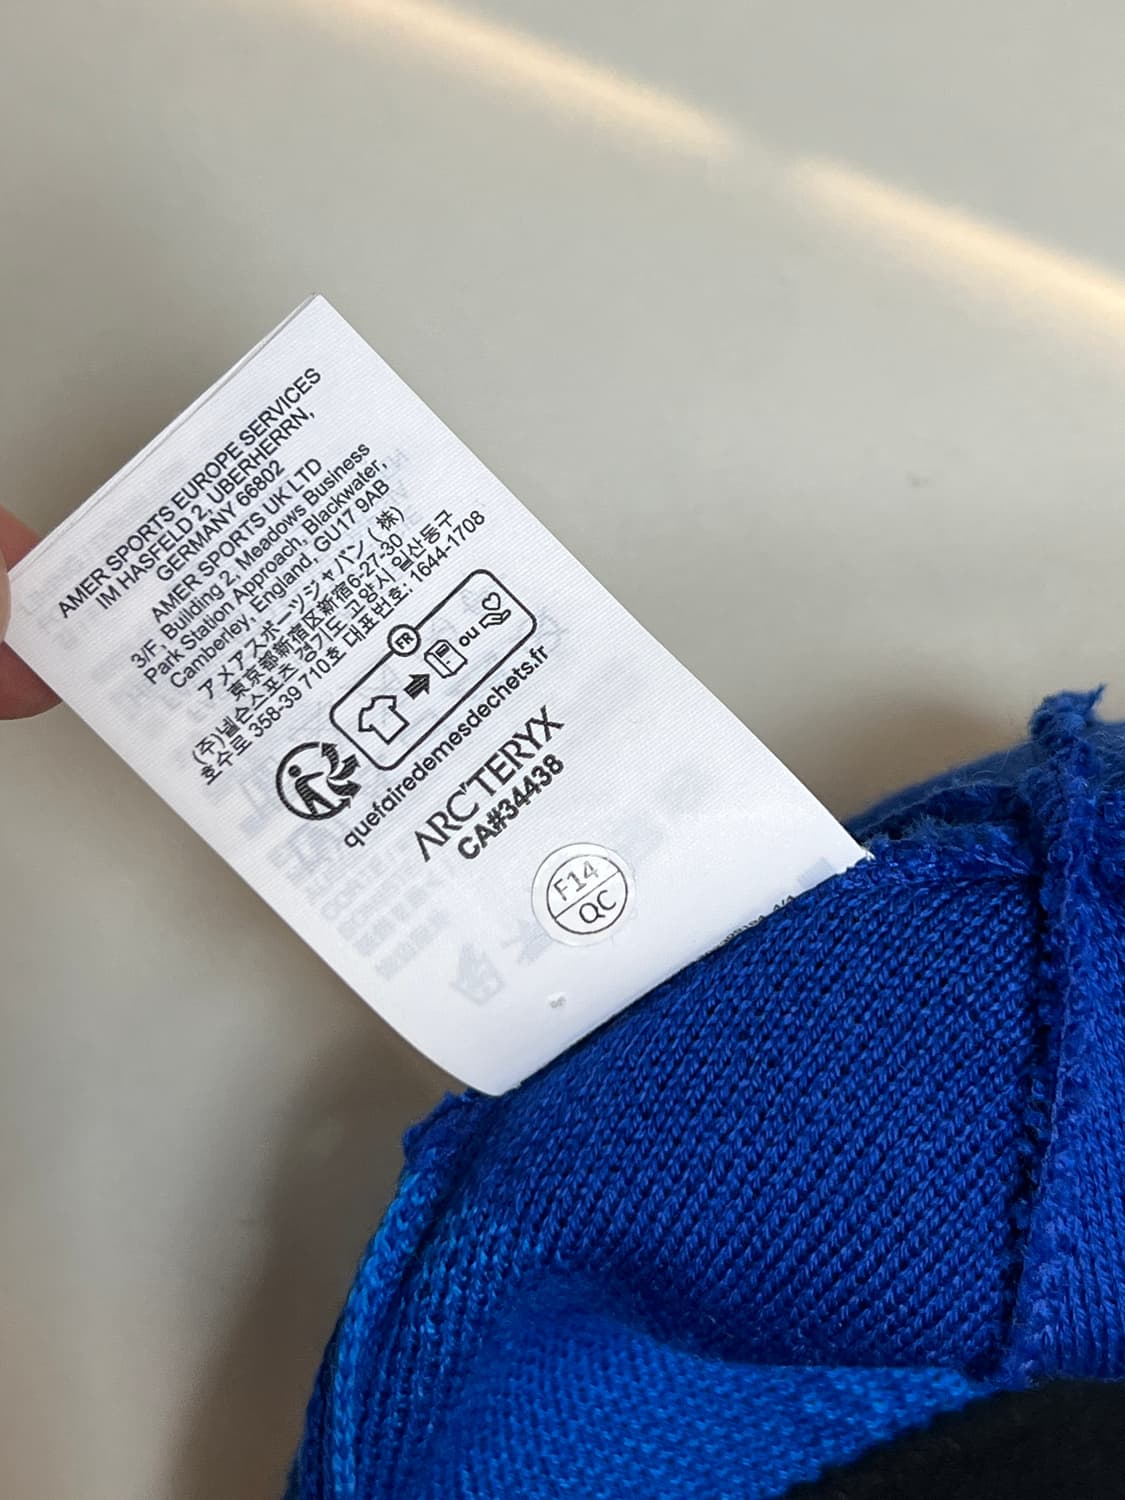 AMER SPORTS EUROPE SERVICES
IM HASFELD 2, UBERHERRN,
GERMANY 66802
AMER SPORTS UK LTD
3/F, Building 2, Meadows Business
Park Station Approach, Blackwater,
Camberley, England, GU17 9AB
アメアスポーツジャパン (株)
東京都新宿区新宿6-27-30
(주)넬슨스포츠 경기도 고양시 일산동구
호수로 358-39 710호 대표번호: 1644-1708
FR
ou
quefairedemesdechets.fr
ARC'TERYX
CA#34438
F14
QC